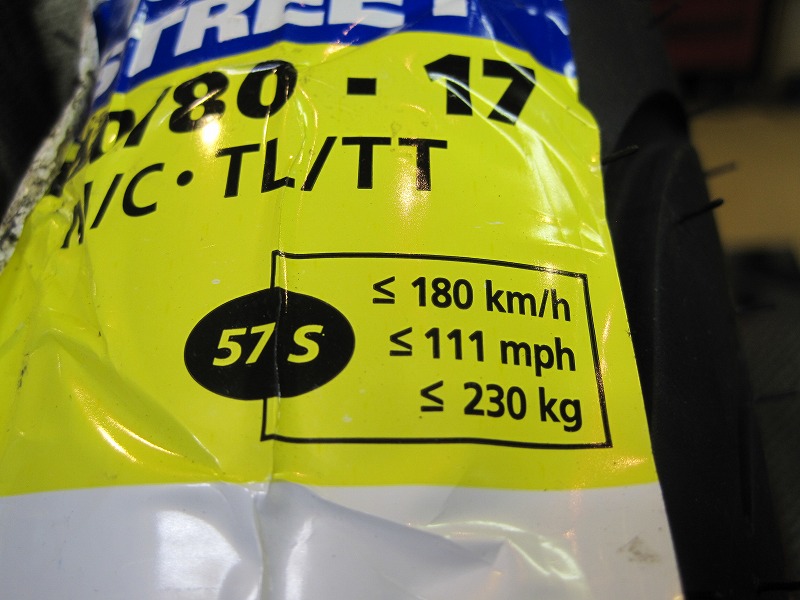 STREET
/80 - 17
/C · TL/TT
57 S
≤ 180 km/h
≤ 111 mph
≤ 230 kg